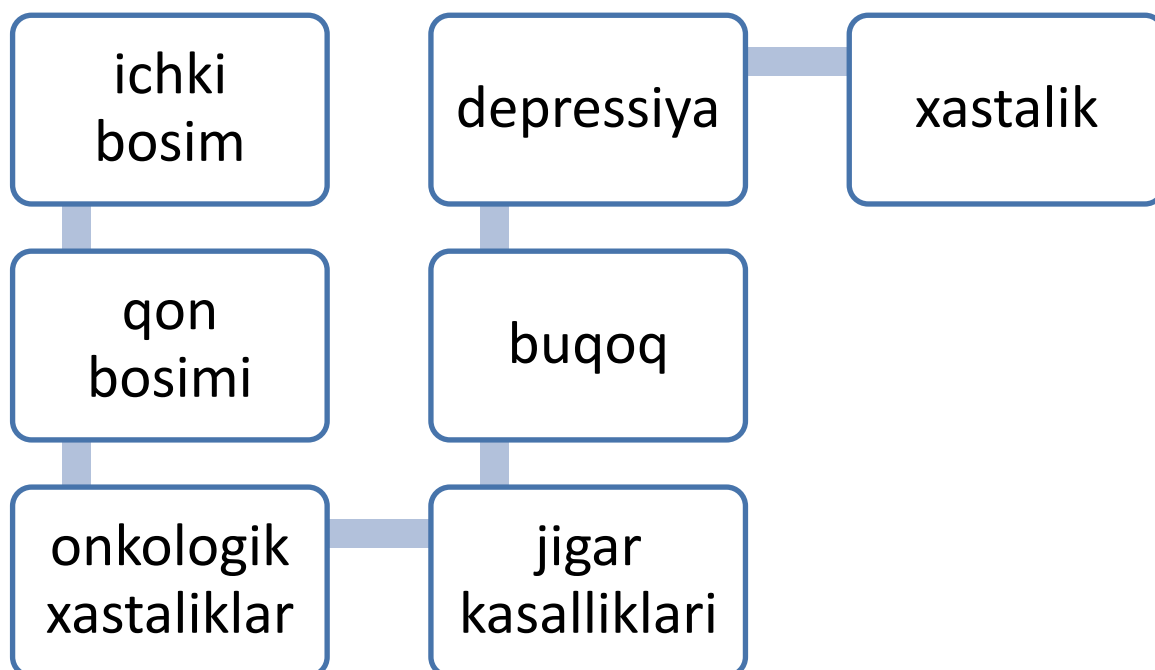 ichki
bosim
qon
bosimi
onkologik
xastaliklar
jigar
kasalliklari
buqoq
depressiya
xastalik